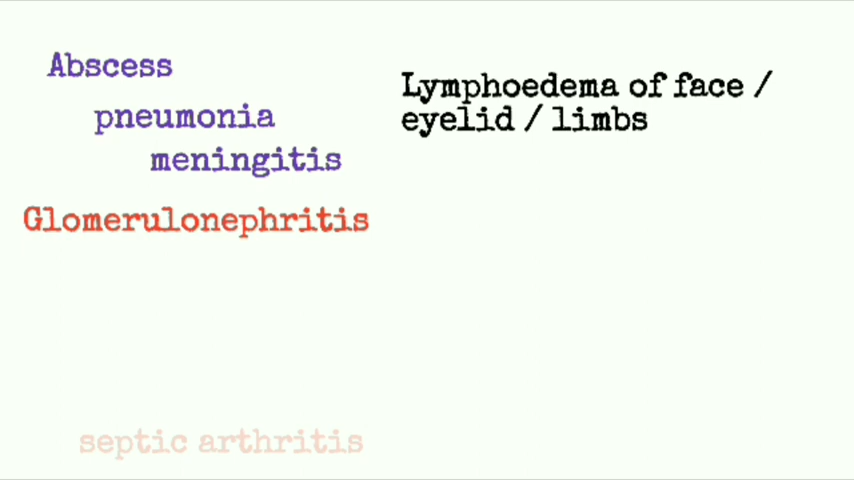 Abscess
pneumonia
meningitis
Glomerulonephritis
septic arthritis
Lymphoedema of face /
eyelid / limbs